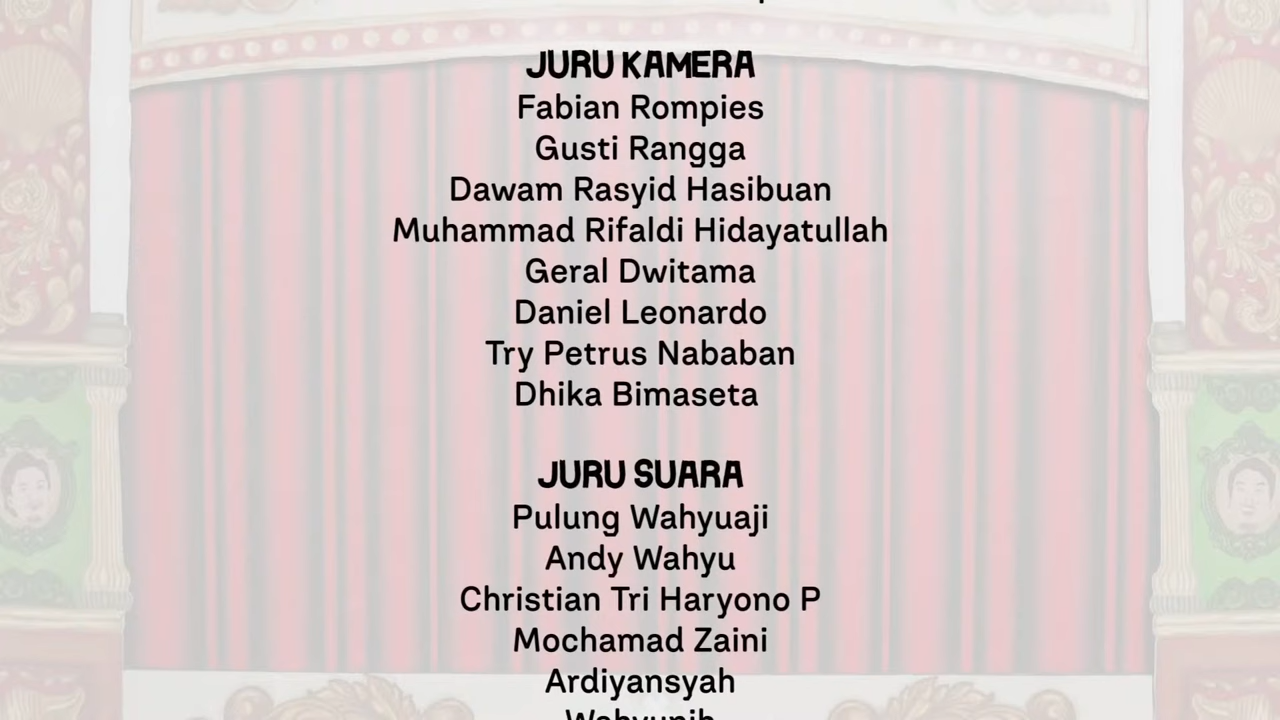 JURU KAMERA
Fabian Rompies
Gusti Rangga
Dawam Rasyid Hasibuan
Muhammad Rifaldi Hidayatullah
Geral Dwitama
Daniel Leonardo
Try Petrus Nababan
Dhika Bimaseta
JURU SUARA
Pulung Wahyuaji
Andy Wahyu
Christian Tri Haryono P
Mochamad Zaini
Ardiyansyah